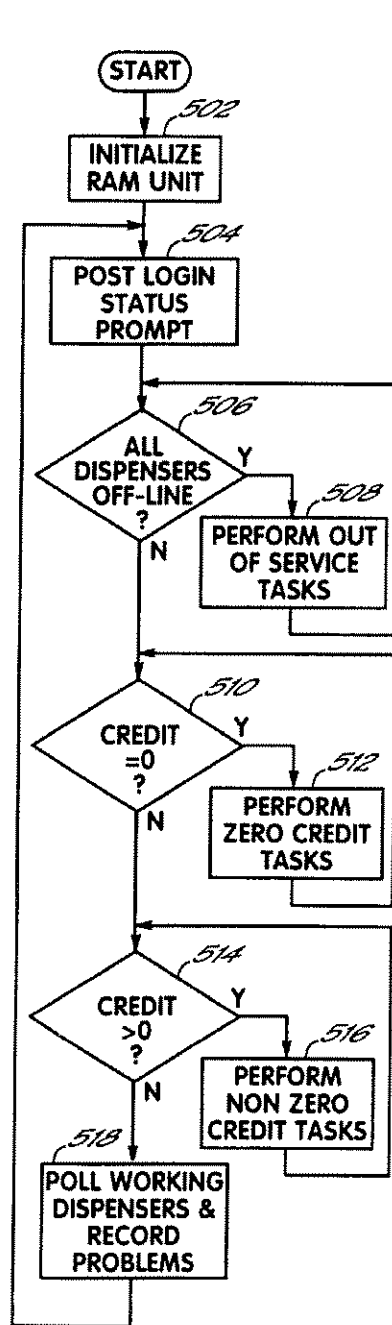 START
502
INITIALIZE
RAM UNIT
504
POST LOGIN
STATUS
PROMPT
506
ALL
DISPENSERS
OFF-LINE
?
Y
N
508
PERFORM OUT
OF SERVICE
TASKS
510
CREDIT
=0
?
Y
N
512
PERFORM
ZERO CREDIT
TASKS
514
CREDIT
>0
?
Y
N
516
PERFORM
NON ZERO
CREDIT TASKS
518
POLL WORKING
DISPENSERS &
RECORD
PROBLEMS